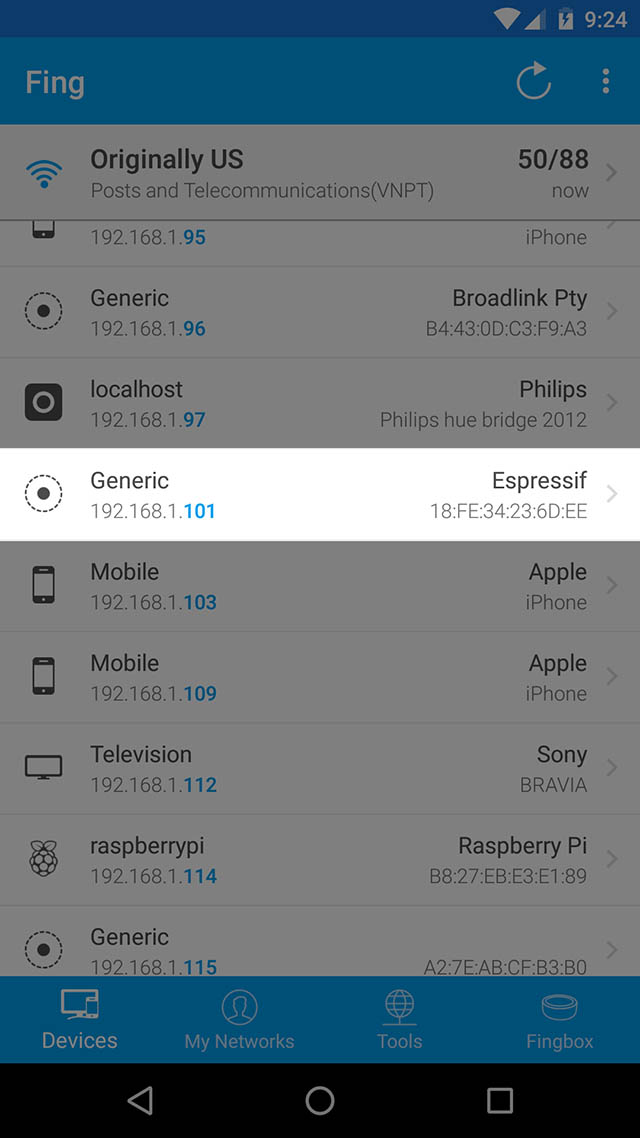 9:24
Fing
Originally US 50/88
Posts and Telecommunications(VNPT) now
192.168.1.95 iPhone
Generic Broadlink Pty
192.168.1.96 B4:43:0D:C3:F9:A3
localhost Philips
192.168.1.97 Philips hue bridge 2012
Generic Espressif
192.168.1.101 18:FE:34:23:6D:EE
Mobile Apple
192.168.1.103 iPhone
Mobile Apple
192.168.1.109 iPhone
Television Sony
192.168.1.112 BRAVIA
raspberrypi Raspberry Pi
192.168.1.114 B8:27:EB:E3:E1:89
Generic
192.168.1.115 A2:7E:AB:CF:B3:B0
Devices My Networks Tools Fingbox